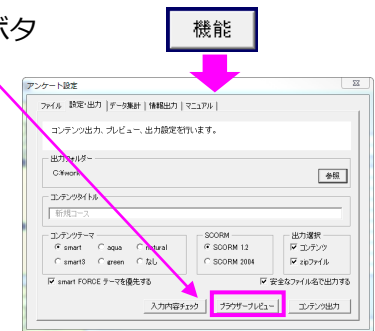 ボタ
機能
アンケート設定
ファイル 設定・出力 データ集計 情報出力 マニュアル
コンテンツ出力、プレビュー、出力設定を行います。
出力フォルダー
C:¥work
参照
コンテンツタイトル
新規コース
コンテンツテーマ SCORM 出力選択
smart aqua natural SCORM 1.2 コンテンツ
smart3 green なし SCORM 2004 zipファイル
smart FORCE テーマを優先する 安全なファイル名で出力する
入力内容チェック ブラウザープレビュー コンテンツ出力